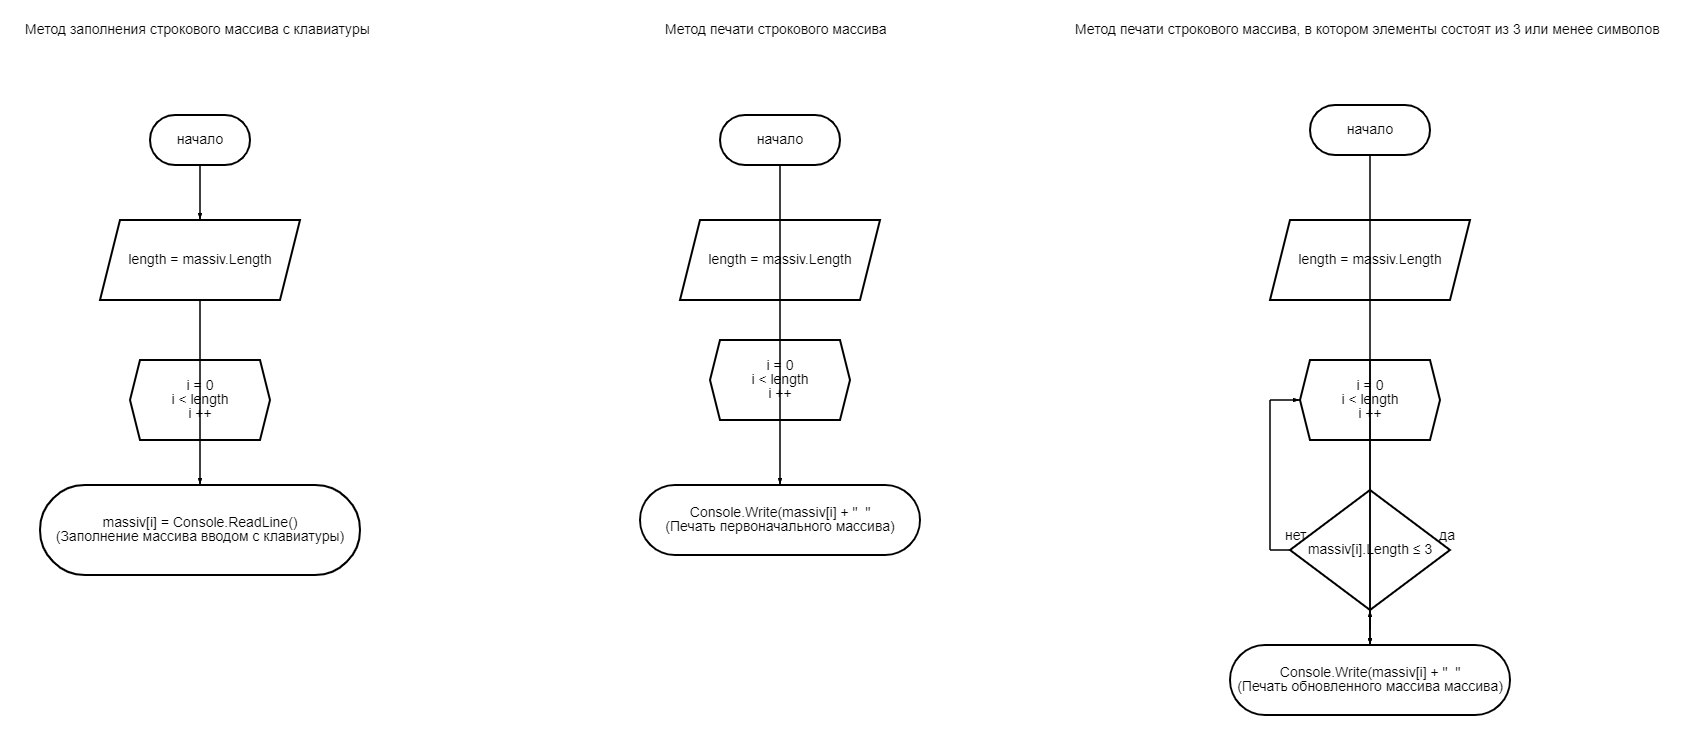 Метод заполнения строкового массива с клавиатуры
начало
length = massiv.Length
i = 0
i < length
i ++
massiv[i] = Console.ReadLine()
(Заполнение массива вводом с клавиатуры)
Метод печати строкового массива
начало
length = massiv.Length
i = 0
i < length
i ++
Console.Write(massiv[i] + "  "
(Печать первоначального массива)
Метод печати строкового массива, в котором элементы состоят из 3 или менее символов
начало
length = massiv.Length
i = 0
i < length
i ++
нет
да
massiv[i].Length ≤ 3
Console.Write(massiv[i] + "  "
(Печать обновленного массива массива)